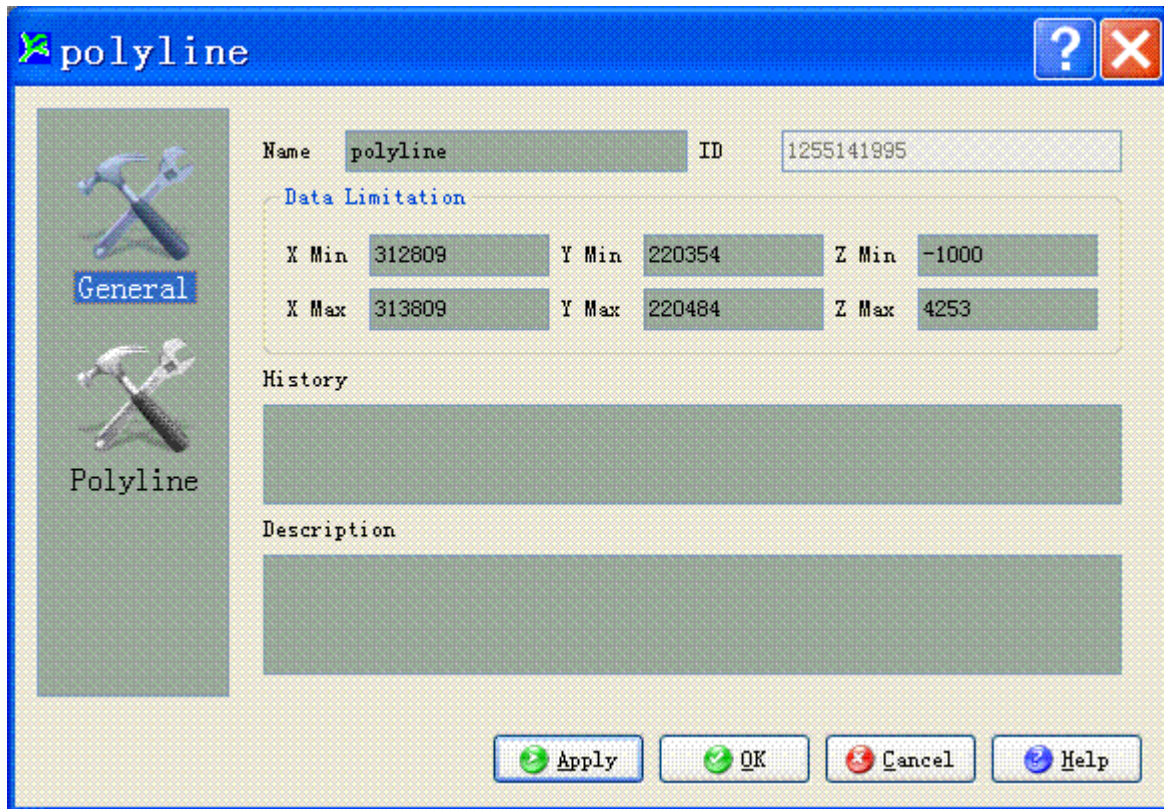 polyline
Name polyline ID 1255141995
Data Limitation
X Min 312809 Y Min 220354 Z Min -1000
X Max 313809 Y Max 220484 Z Max 4253
General
History
Polyline
Description
Apply OK Cancel Help